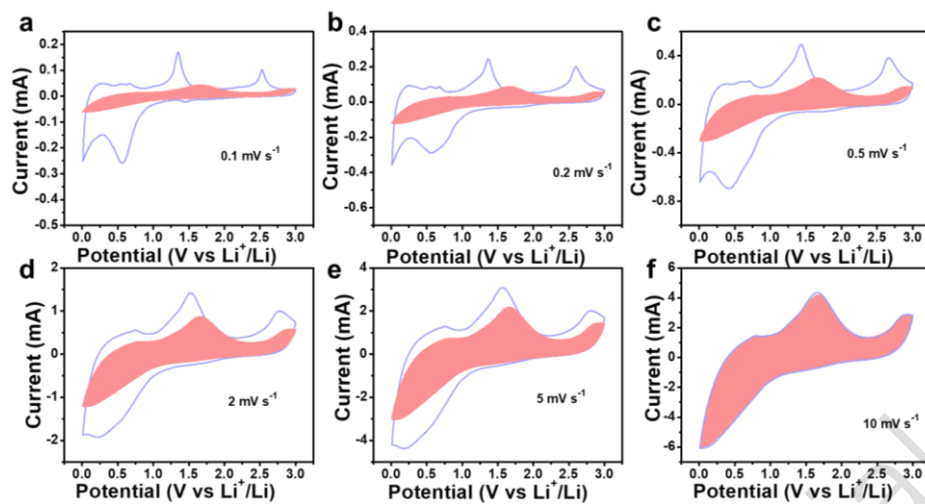 a
0.2
0.1
0.0
-0.1
-0.2
-0.3
-0.4
-0.5
Current (mA)
0.1 mV s⁻¹
0.0 0.5 1.0 1.5 2.0 2.5 3.0
Potential (V vs Li⁺/Li)
b
0.4
0.2
0.0
-0.2
-0.4
-0.6
Current (mA)
0.2 mV s⁻¹
0.0 0.5 1.0 1.5 2.0 2.5 3.0
Potential (V vs Li⁺/Li)
c
0.4
0.0
-0.4
-0.8
Current (mA)
0.5 mV s⁻¹
0.0 0.5 1.0 1.5 2.0 2.5 3.0
Potential (V vs Li⁺/Li)
d
2
1
0
-1
-2
Current (mA)
2 mV s⁻¹
0.0 0.5 1.0 1.5 2.0 2.5 3.0
Potential (V vs Li⁺/Li)
e
4
2
0
-2
-4
Current (mA)
5 mV s⁻¹
0.0 0.5 1.0 1.5 2.0 2.5 3.0
Potential (V vs Li⁺/Li)
f
6
4
2
0
-2
-4
-6
Current (mA)
10 mV s⁻¹
0.0 0.5 1.0 1.5 2.0 2.5 3.0
Potential (V vs Li⁺/Li)